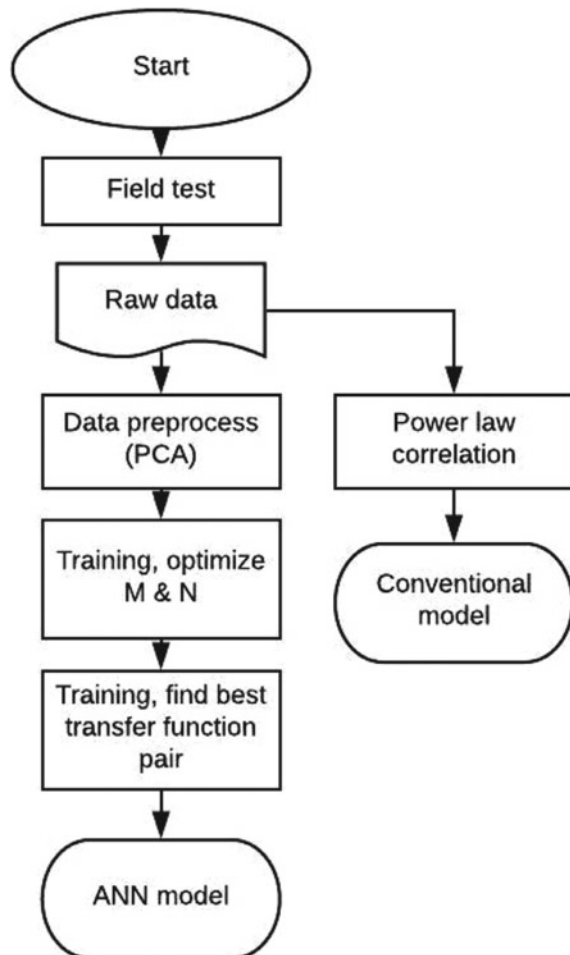 Start
Field test
Raw data
Data preprocess
(PCA)
Power law
correlation
Training, optimize
M & N
Conventional
model
Training, find best
transfer function
pair
ANN model